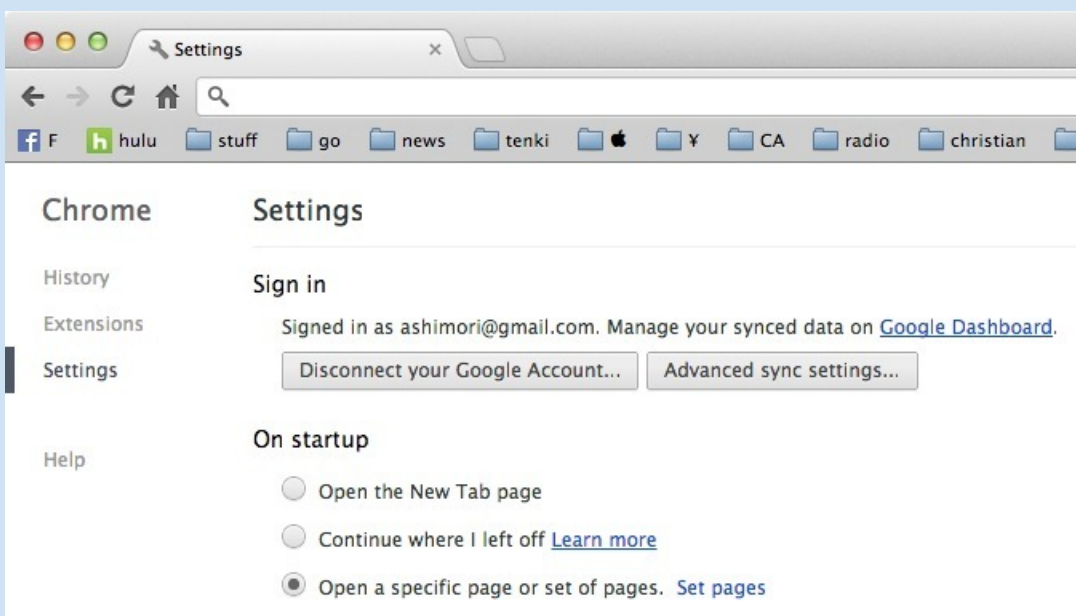 Settings
F hulu stuff go news tenki ¥ CA radio christian
Chrome Settings
History
Sign in
Extensions
Signed in as ashimori@gmail.com. Manage your synced data on Google Dashboard.
Settings
Disconnect your Google Account... Advanced sync settings...
On startup
Help
Open the New Tab page
Continue where I left off Learn more
Open a specific page or set of pages. Set pages